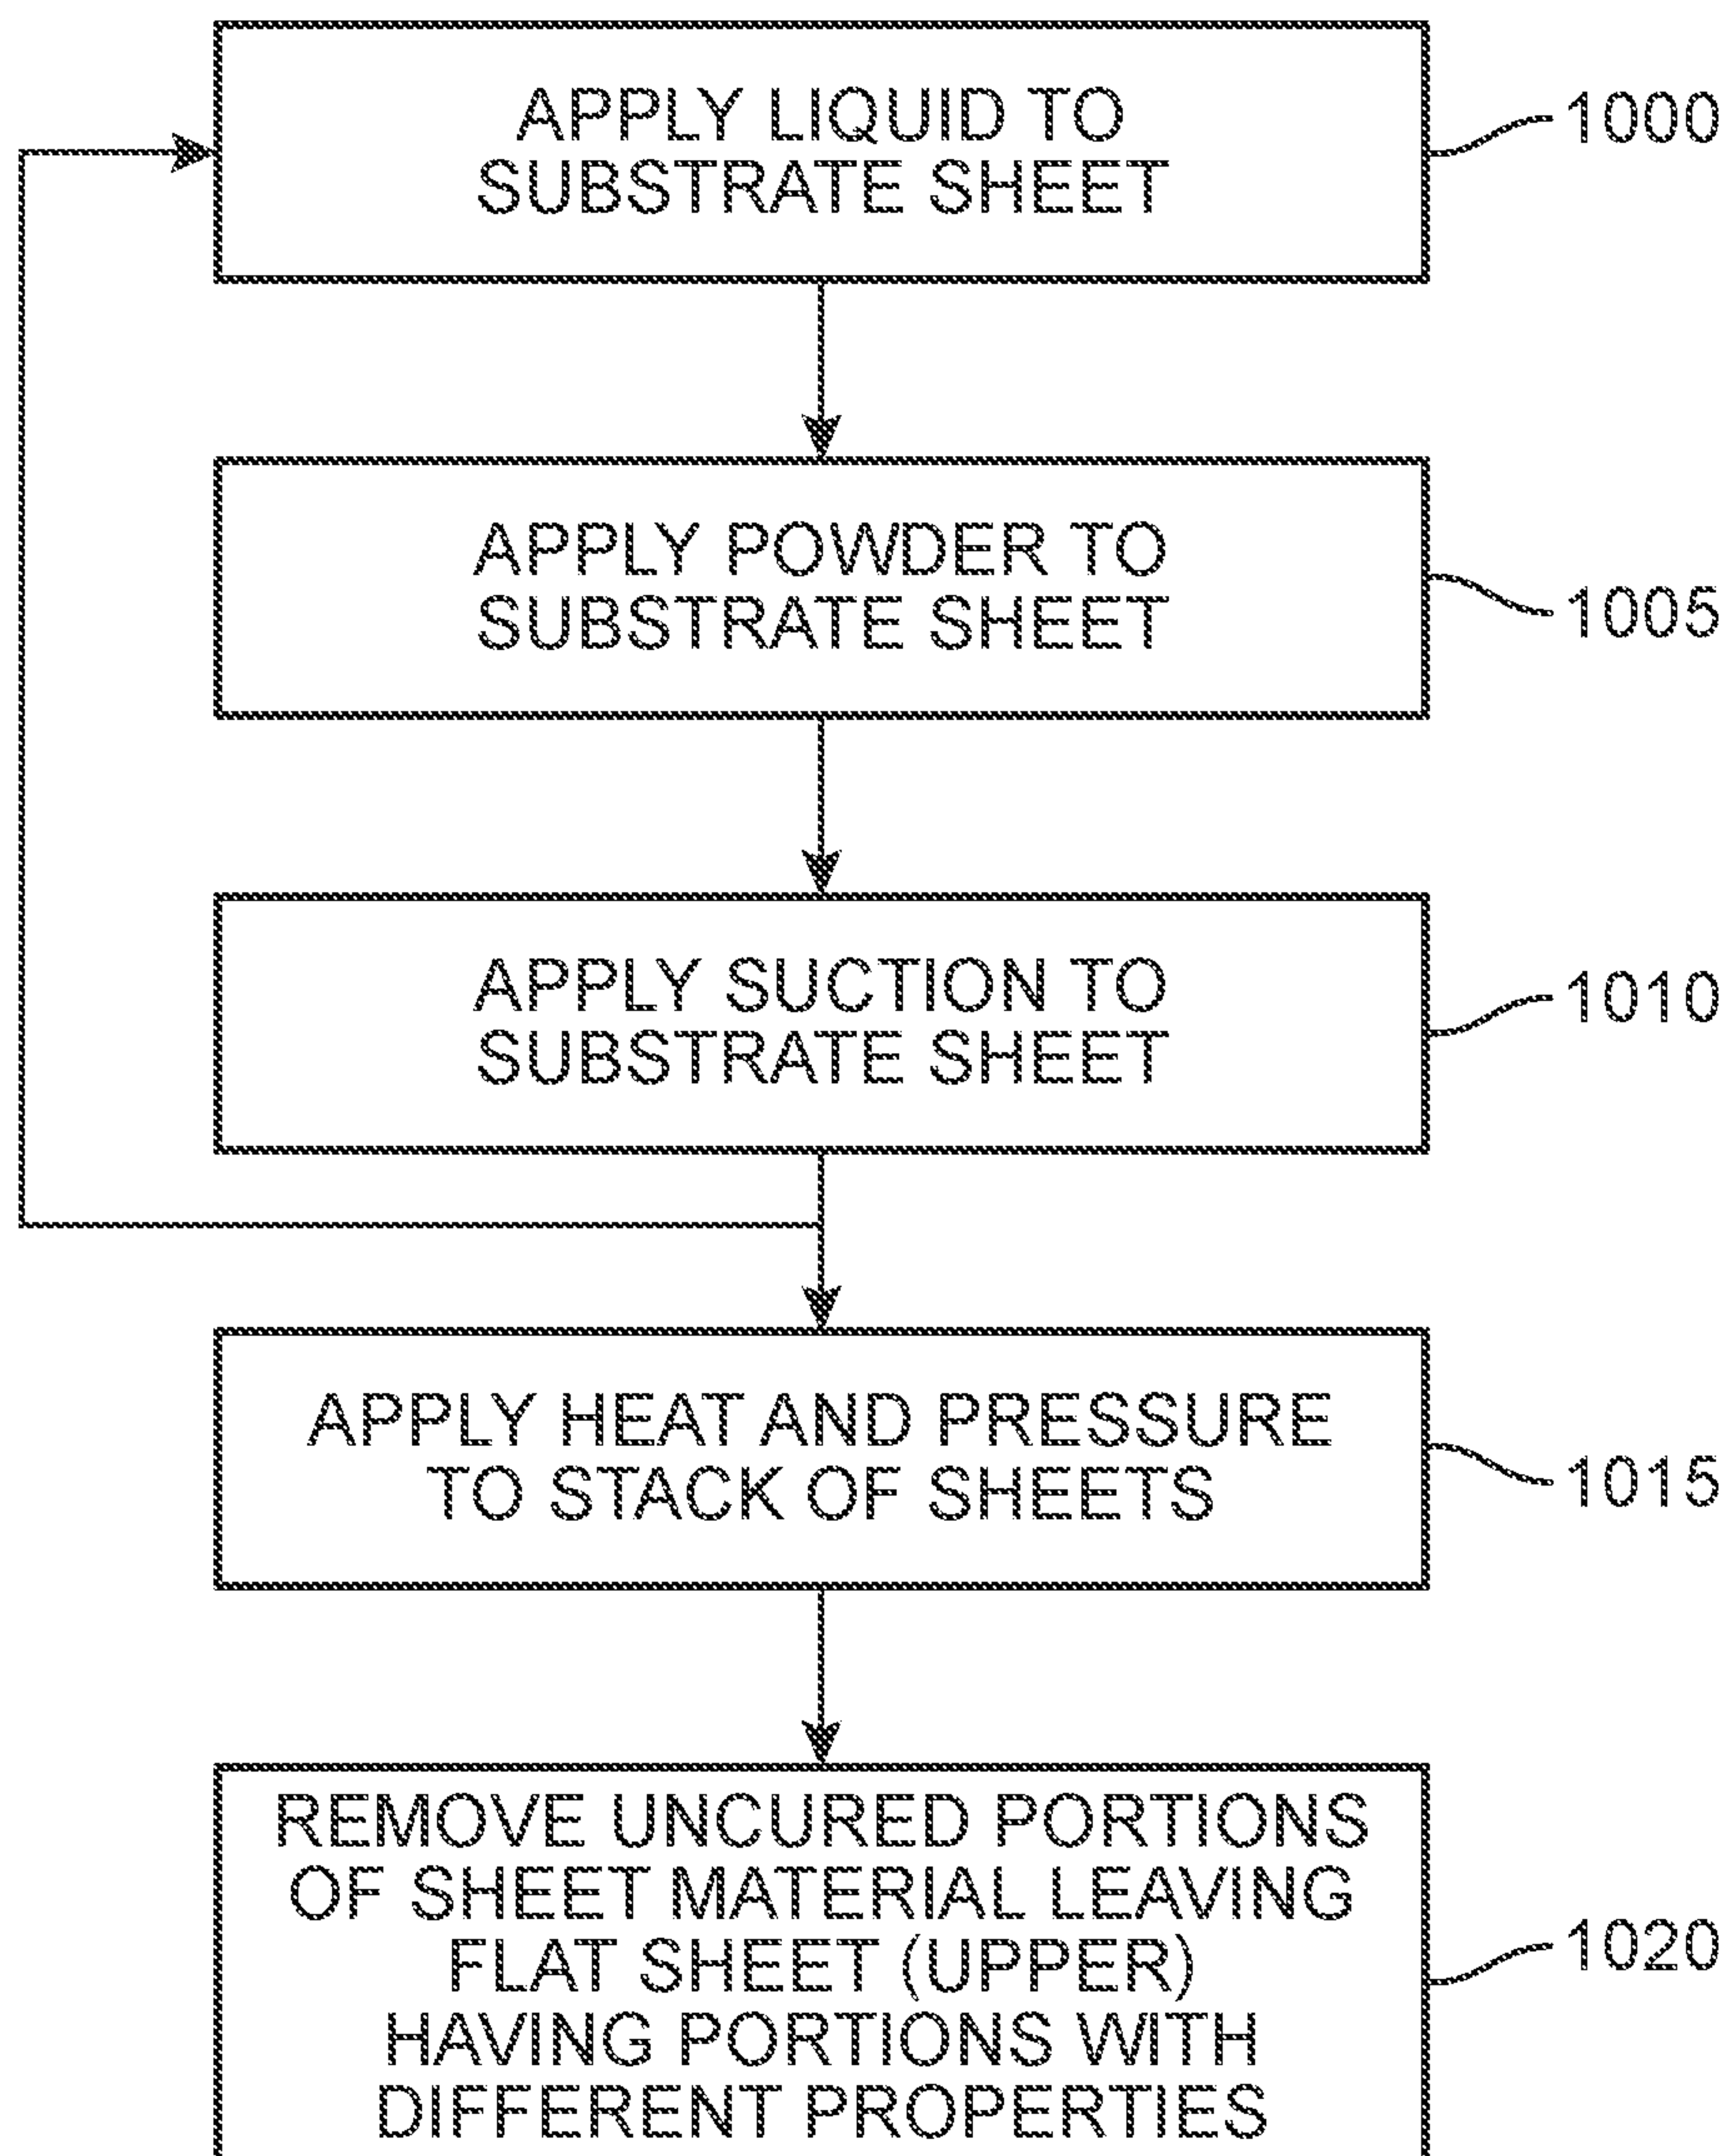 APPLY LIQUID TO
SUBSTRATE SHEET
1000
APPLY POWDER TO
SUBSTRATE SHEET
1005
APPLY SUCTION TO
SUBSTRATE SHEET
1010
APPLY HEAT AND PRESSURE
TO STACK OF SHEETS
1015
REMOVE UNCURED PORTIONS
OF SHEET MATERIAL LEAVING
FLAT SHEET (UPPER)
HAVING PORTIONS WITH
DIFFERENT PROPERTIES
1020